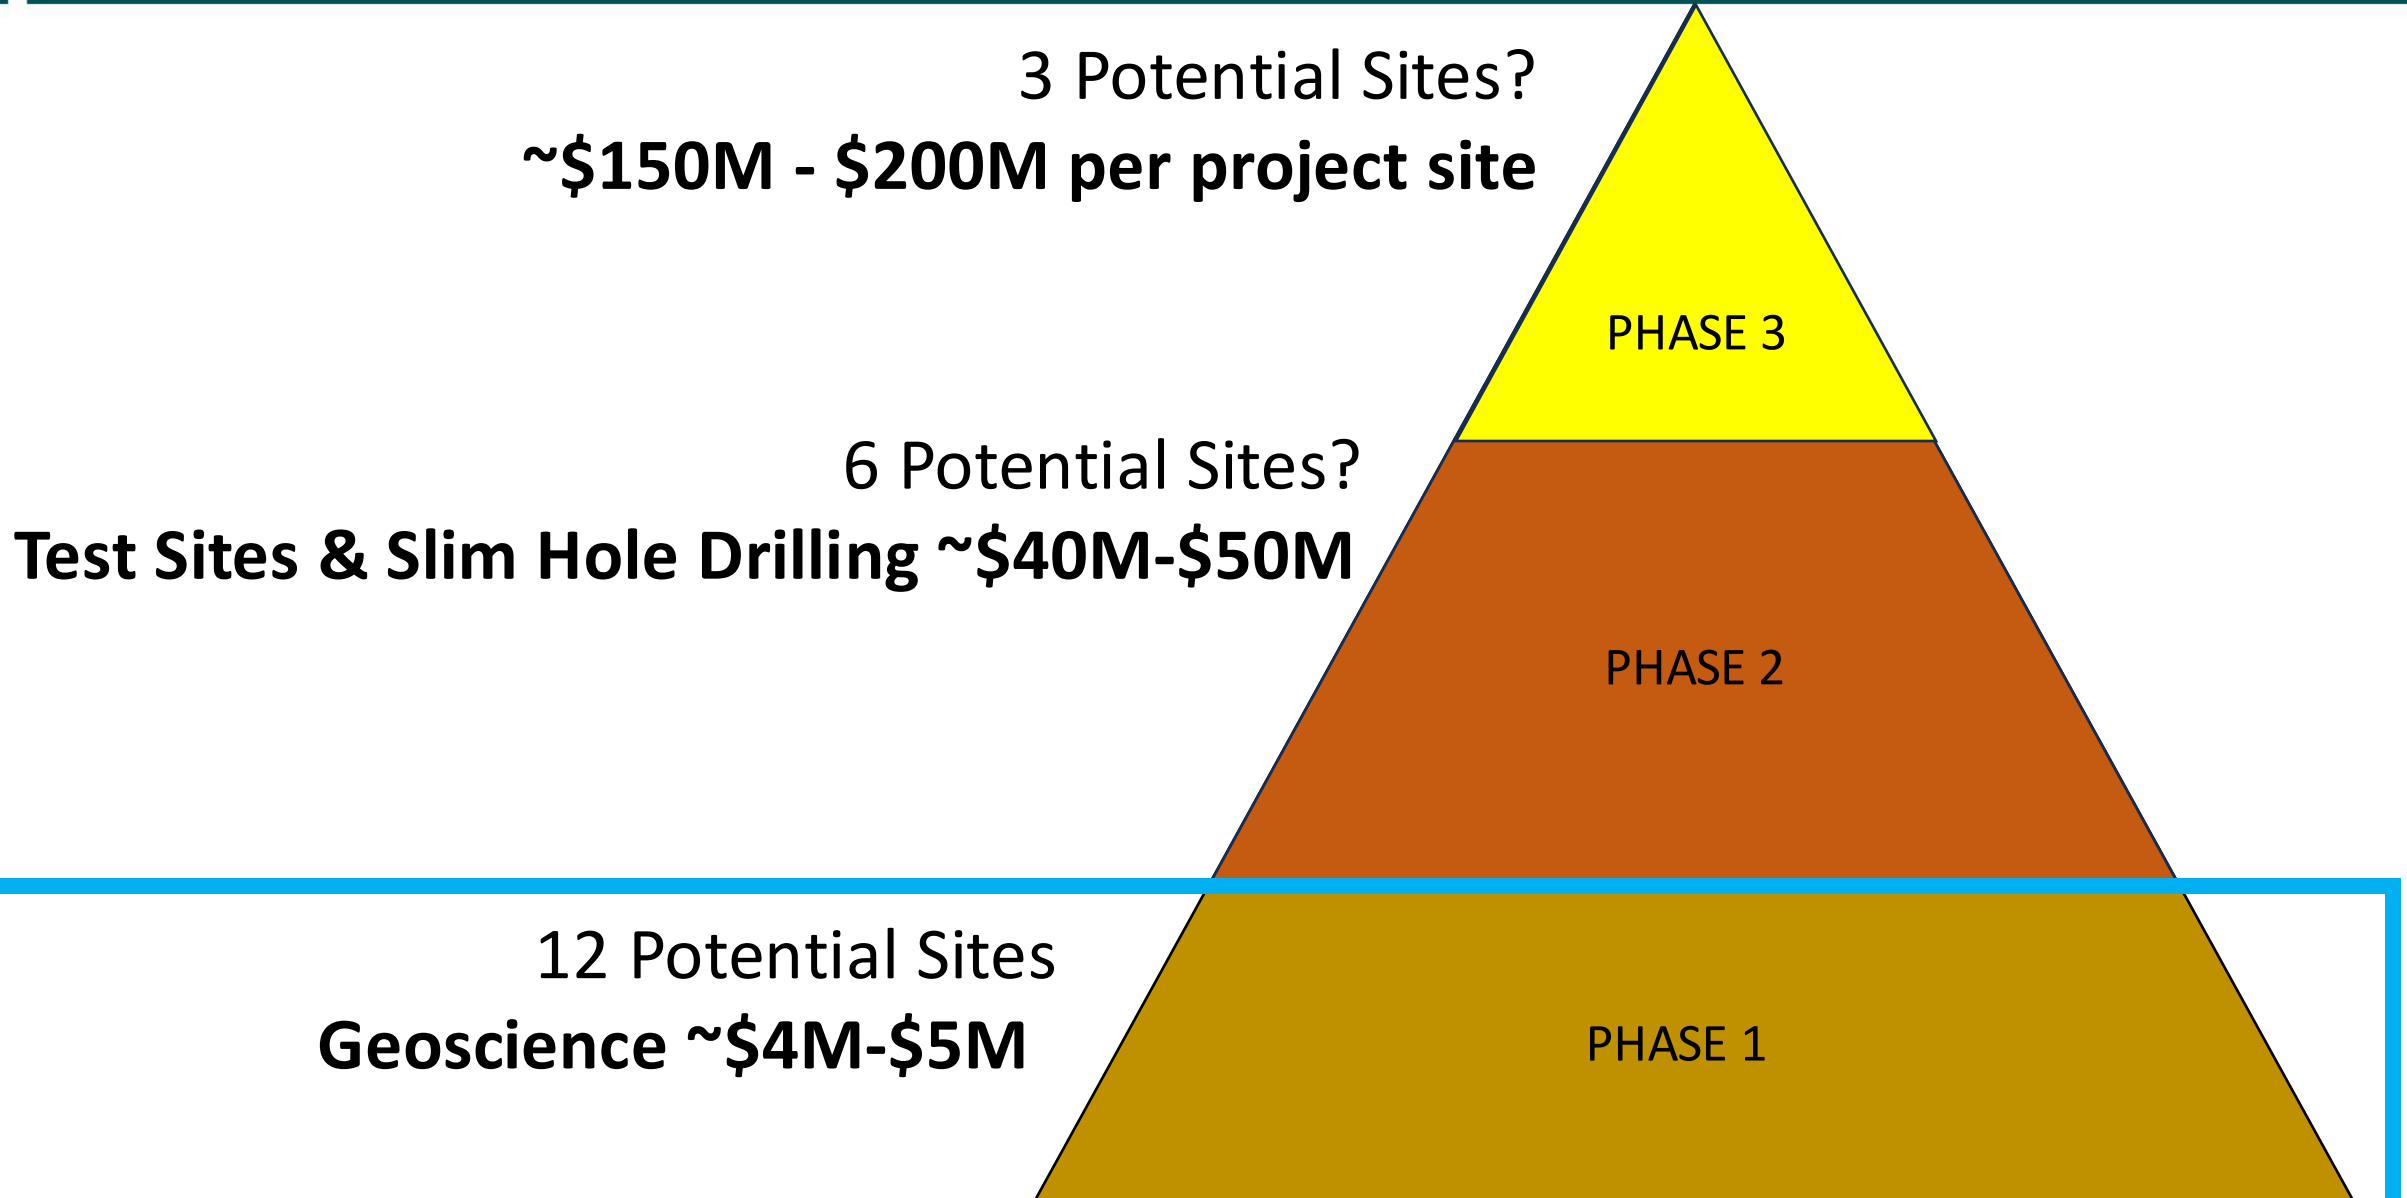 3 Potential Sites?
~$150M - $200M per project site
PHASE 3
6 Potential Sites?
Test Sites & Slim Hole Drilling ~$40M-$50M
PHASE 2
12 Potential Sites
Geoscience ~$4M-$5M
PHASE 1